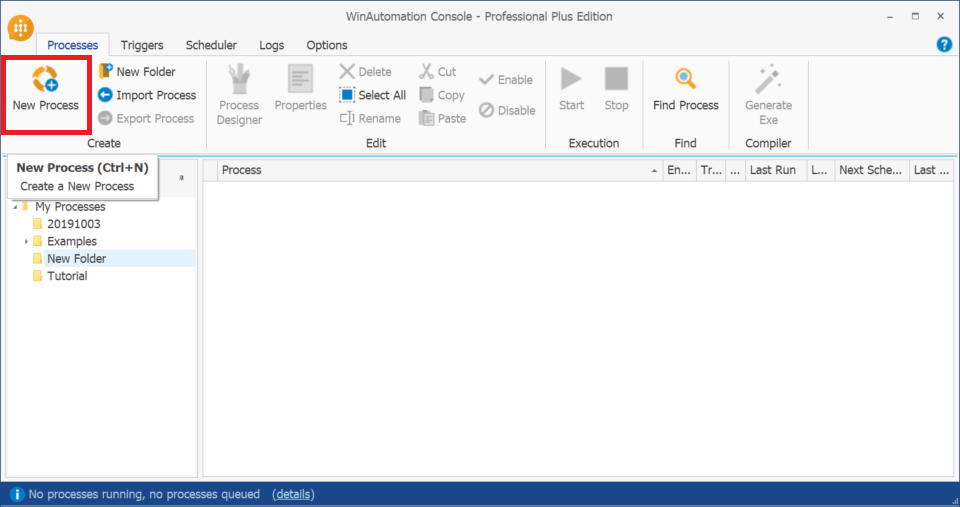 WinAutomation Console - Professional Plus Edition
Processes Triggers Scheduler Logs Options
New Process
New Folder
Import Process
Export Process
Create
Process Designer
Properties
Delete
Select All
Rename
Cut
Copy
Paste
Enable
Disable
Edit
Start
Stop
Execution
Find Process
Find
Generate Exe
Compiler
New Process (Ctrl+N)
Create a New Process
My Processes
20191003
Examples
New Folder
Tutorial
Process En... Tr... ... Last Run L... Next Sche... Last ...
No processes running, no processes queued (details)